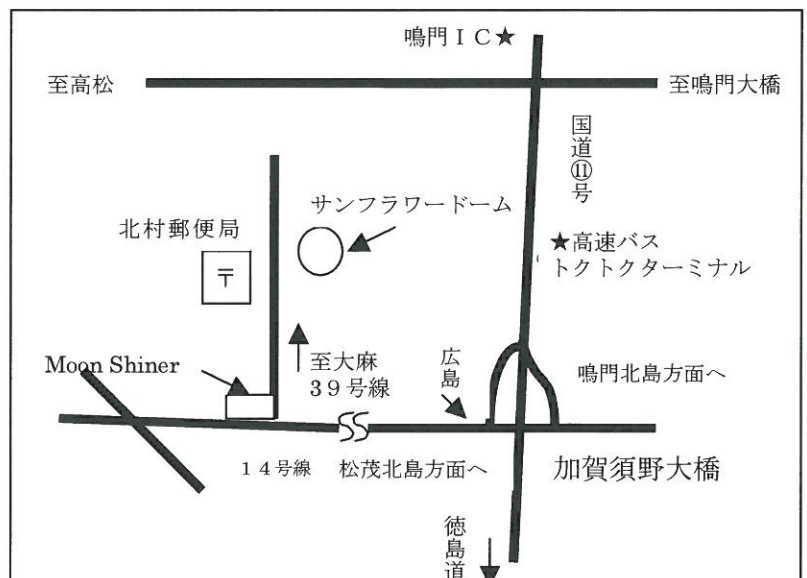 鳴門ＩＣ★
至高松
至鳴門大橋
国道⑪号
サンフラワードーム
北村郵便局
〒
★高速バス
トクトクターミナル
Moon Shiner
至大麻
３９号線
広島
鳴門北島方面へ
１４号線
松茂北島方面へ
加賀須野大橋
徳島道